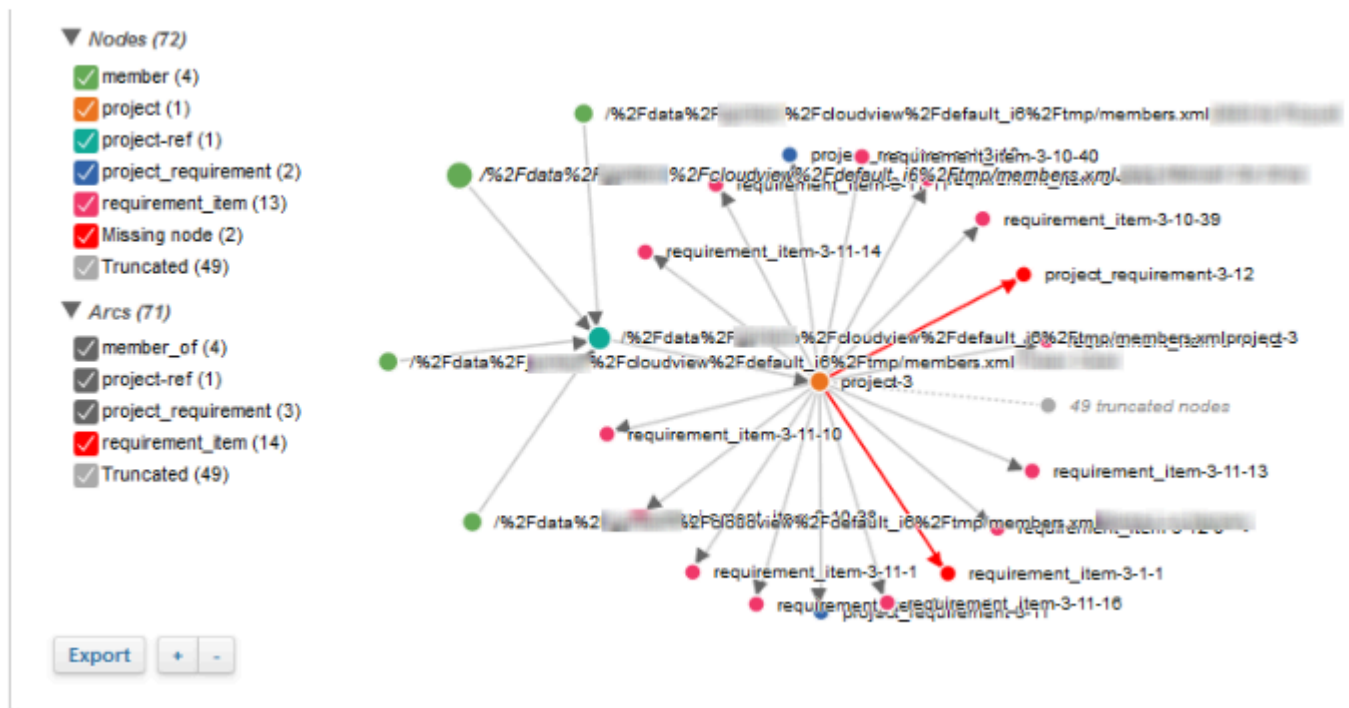 Nodes (72)
member (4)
project (1)
project-ref (1)
project_requirement (2)
requirement_item (13)
Missing node (2)
Truncated (49)
Arcs (71)
member_of (4)
project-ref (1)
project_requirement (3)
requirement_item (14)
Truncated (49)
Export
+ -
/%2Fdata%2F %2Fcloudview%2Fdefault_i6%2Ftmp/members.xml
requirement_item-3-10-40
/%2Fdata%2F %2Fcloudview%2Fdefault_i6%2Ftmp/members.xml
requirement_item-3-10-39
requirement_item-3-11-14
project_requirement-3-12
/%2Fdata%2F %2Fcloudview%2Fdefault_i6%2Ftmp/members.xmlproject-3
/%2Fdata%2F %2Fcloudview%2Fdefault_i6%2Ftmp/members.xml
project-3
49 truncated nodes
requirement_item-3-11-10
requirement_item-3-11-13
/%2Fdata%2 %2Fcloudview%2Fdefault_i6%2Ftmp/members.xml
requirement_item-3-11-1
requirement_item-3-1-1
requirement_item-3-11-16
project_requirement-3-11